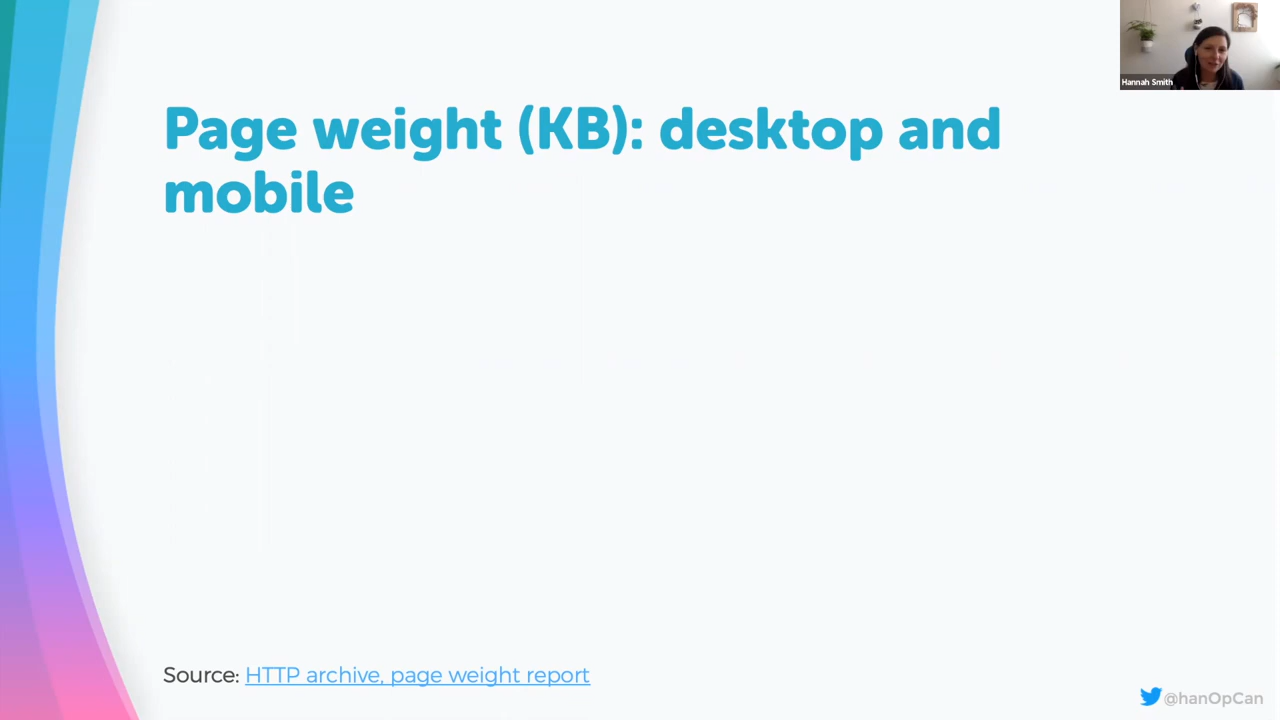 Hannah Smith
Page weight (KB): desktop and
mobile
Source: HTTP archive, page weight report
@hanOpCan